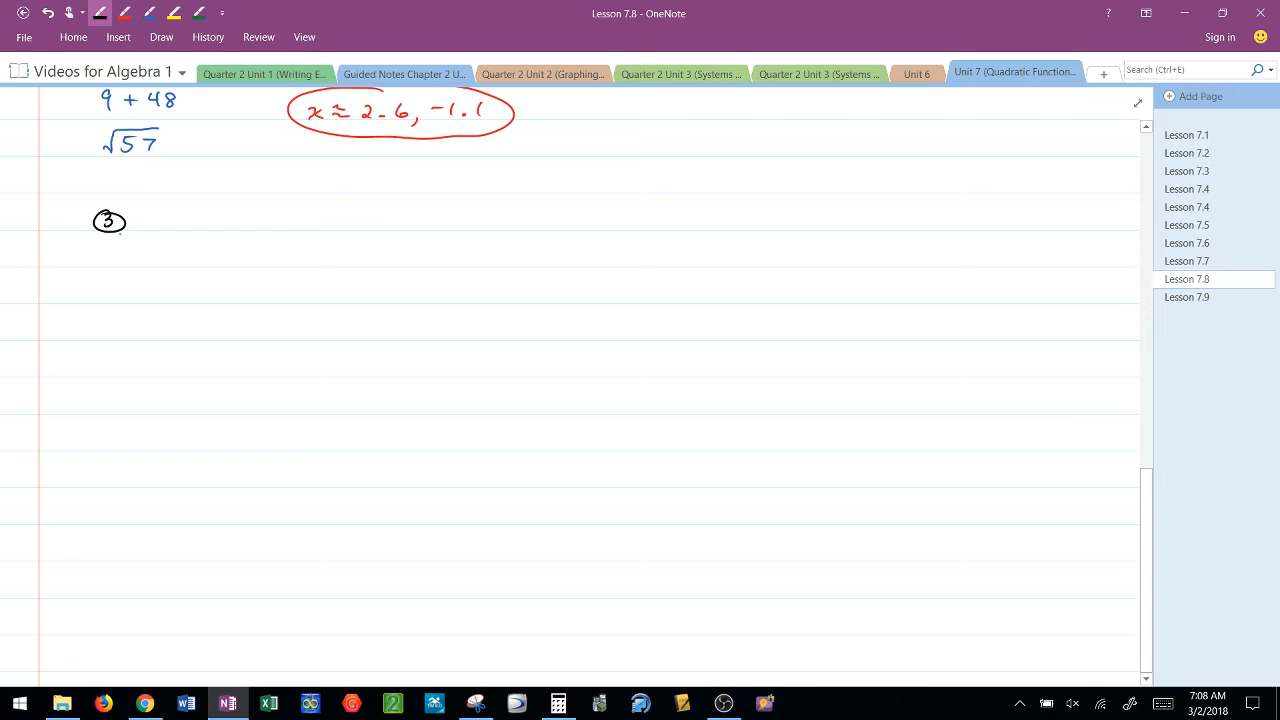 Lesson 7.8 - OneNote
File Home Insert Draw History Review View Sign in
Videos for Algebra 1
Quarter 2 Unit 1 (Writing E... Guided Notes Chapter 2 U... Quarter 2 Unit 2 (Graphing... Quarter 2 Unit 3 (Systems ... Quarter 2 Unit 3 (Systems ... Unit 6 Unit 7 (Quadratic Function... Search (Ctrl+E)
Add Page
Lesson 7.1
Lesson 7.2
Lesson 7.3
Lesson 7.4
Lesson 7.4
Lesson 7.5
Lesson 7.6
Lesson 7.7
Lesson 7.8
Lesson 7.9
9 + 48
x ≈ 2.6, -1.1
√57
3
7:08 AM
3/2/2018